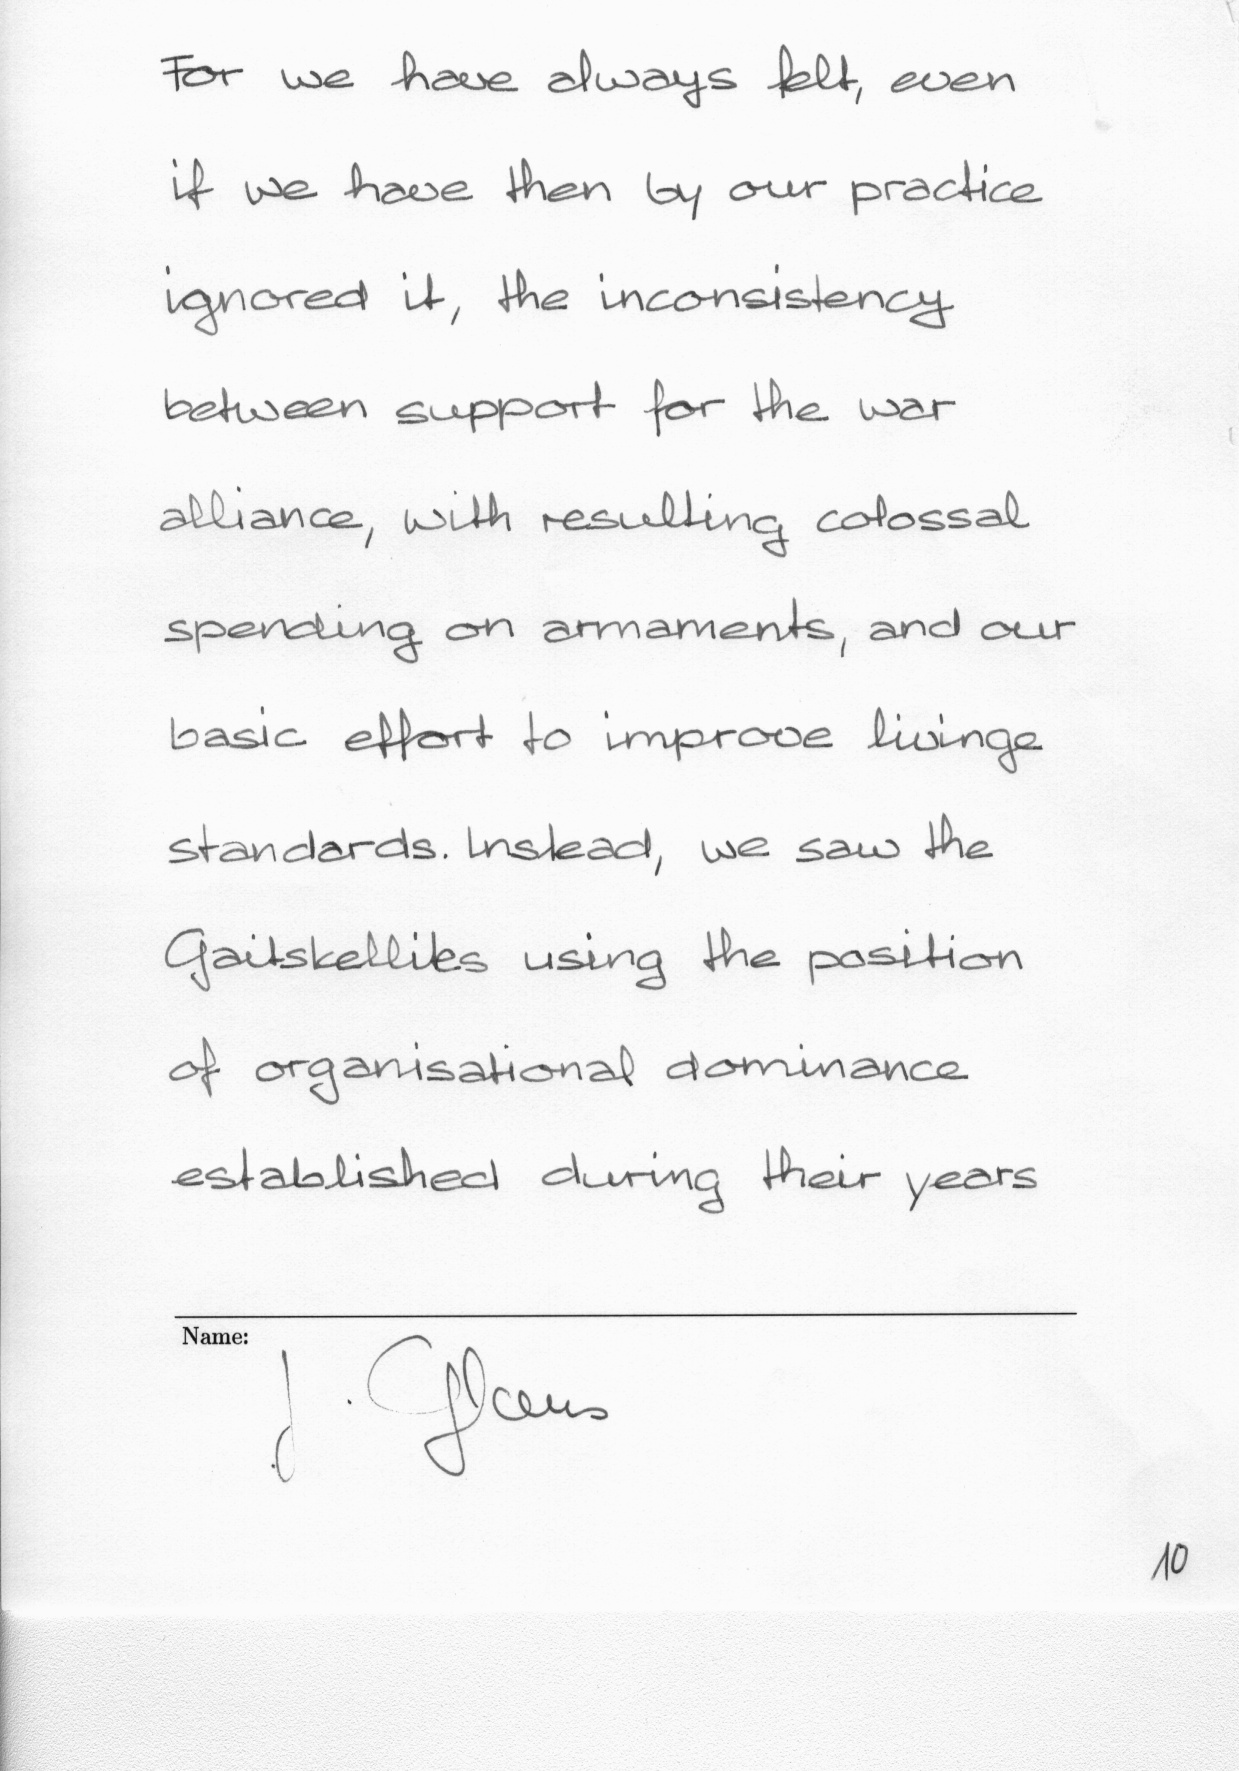 For we have always felt, even
if we have then by our practice
ignored it, the inconsistency
between support for the war
alliance, with resulting colossal
spending on armaments, and our
basic effort to improve livinge
standards. Instead, we saw the
Gaitskellites using the position
of organisational dominance
established during their years
Name:
J.
10